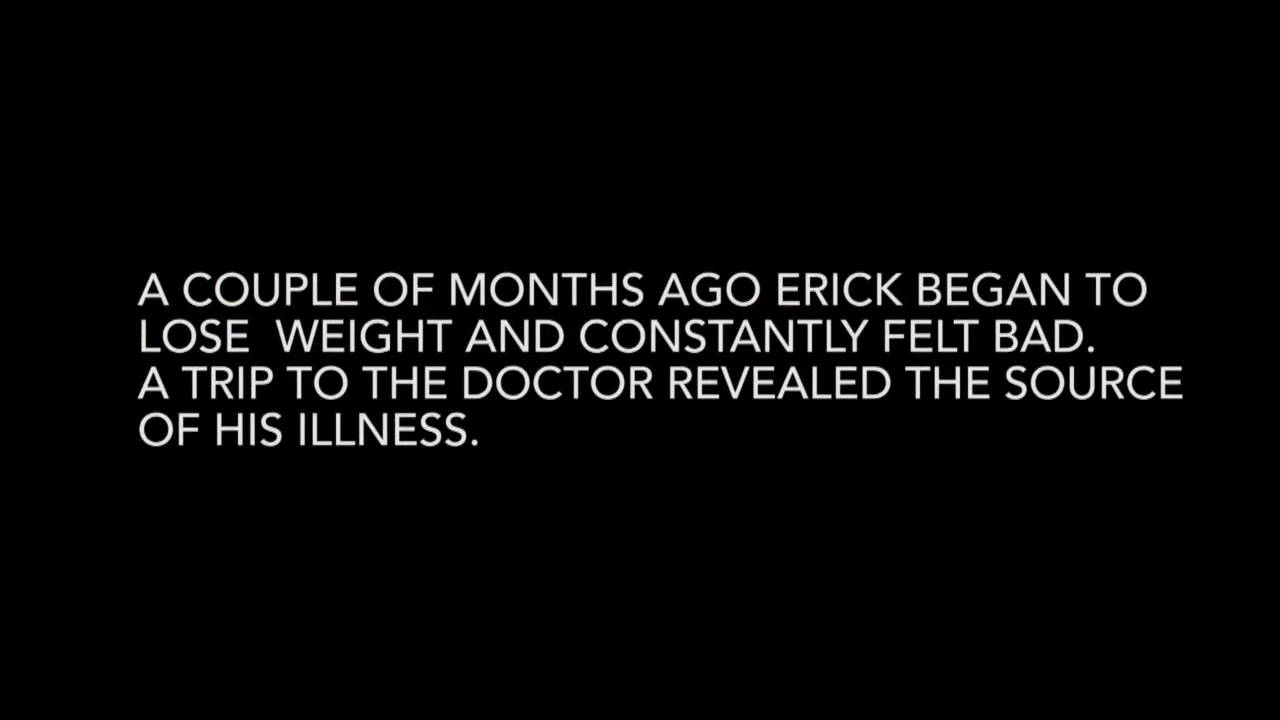 A COUPLE OF MONTHS AGO ERICK BEGAN TO
LOSE  WEIGHT AND CONSTANTLY FELT BAD.
A TRIP TO THE DOCTOR REVEALED THE SOURCE
OF HIS ILLNESS.